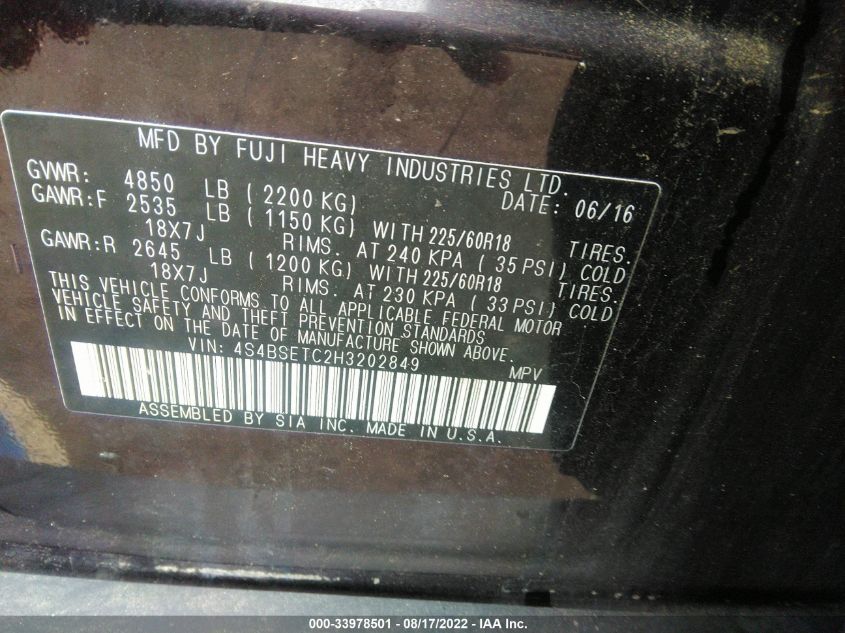 MFD BY FUJI HEAVY INDUSTRIES LTD.
GVWR: 4850 LB ( 2200 KG) DATE: 06/16
GAWR:F 2535 LB ( 1150 KG) WITH 225/60R18 TIRES.
18X7J RIMS. AT 240 KPA ( 35 PSI) COLD
GAWR:R 2645 LB ( 1200 KG) WITH 225/60R18 TIRES.
18X7J RIMS. AT 230 KPA ( 33 PSI) COLD
THIS VEHICLE CONFORMS TO ALL APPLICABLE FEDERAL MOTOR
VEHICLE SAFETY AND THEFT PREVENTION STANDARDS
IN EFFECT ON THE DATE OF MANUFACTURE SHOWN ABOVE.
VIN: 4S4BSETC2H3202849 MPV
ASSEMBLED BY SIA INC. MADE IN U.S.A.
000-33978501 - 08/17/2022 - IAA Inc.